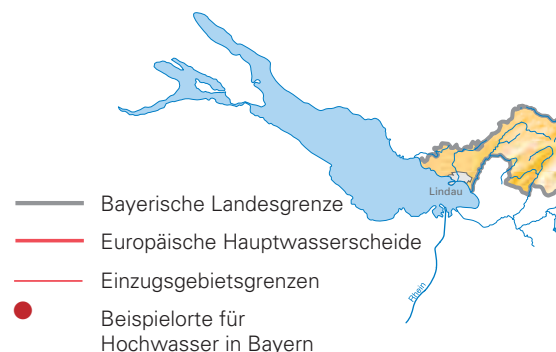 Lindau
Bayerische Landesgrenze
Europäische Hauptwasserscheide
Einzugsgebietsgrenzen
Rhein
Beispielorte für
Hochwasser in Bayern